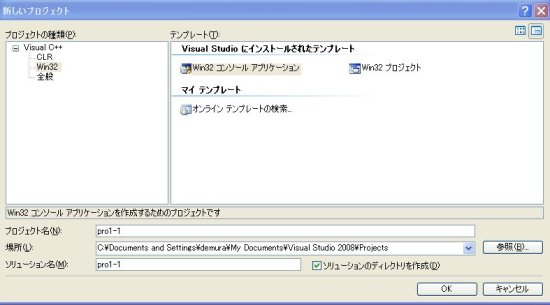 新しいプロジェクト
プロジェクトの種類(P):
テンプレート(T):
Visual C++
CLR
Win32
全般
Visual Studio にインストールされたテンプレート
Win32 コンソール アプリケーション
Win32 プロジェクト
マイ テンプレート
オンライン テンプレートの検索...
Win32 コンソール アプリケーションを作成するためのプロジェクトです
プロジェクト名(N):
pro1-1
場所(L):
C:¥Documents and Settings¥demura¥My Documents¥Visual Studio 2008¥Projects
参照(B)...
ソリューション名(M):
pro1-1
ソリューションのディレクトリを作成(D)
OK
キャンセル